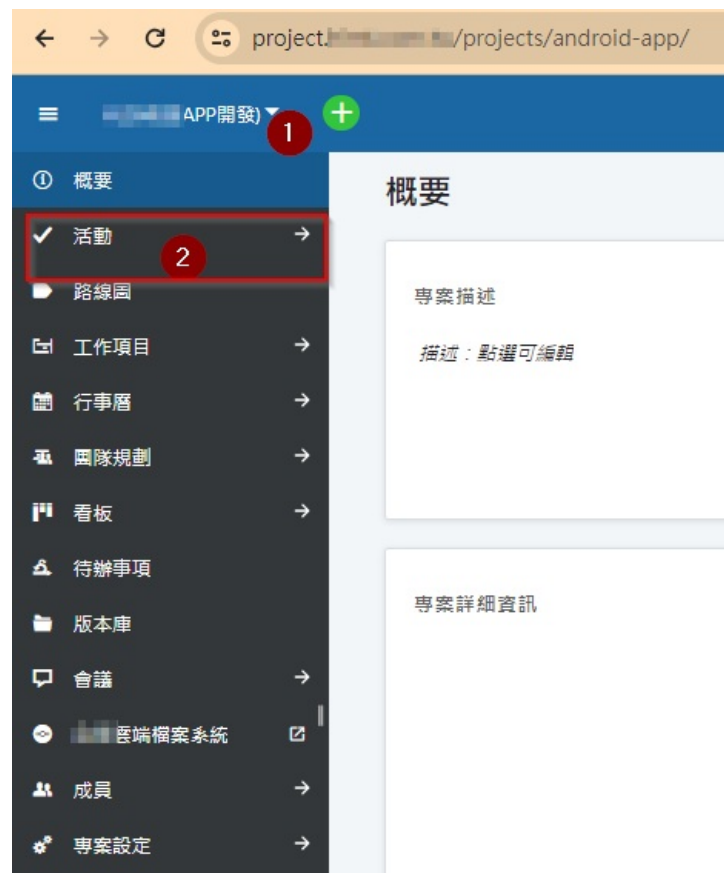 project. /projects/android-app/
APP開發)
1
概要
活動
2
路線圖
工作項目
行事曆
團隊規劃
看板
待辦事項
版本庫
會議
雲端檔案系統
成員
專案設定
概要
專案描述
描述：點選可編輯
專案詳細資訊